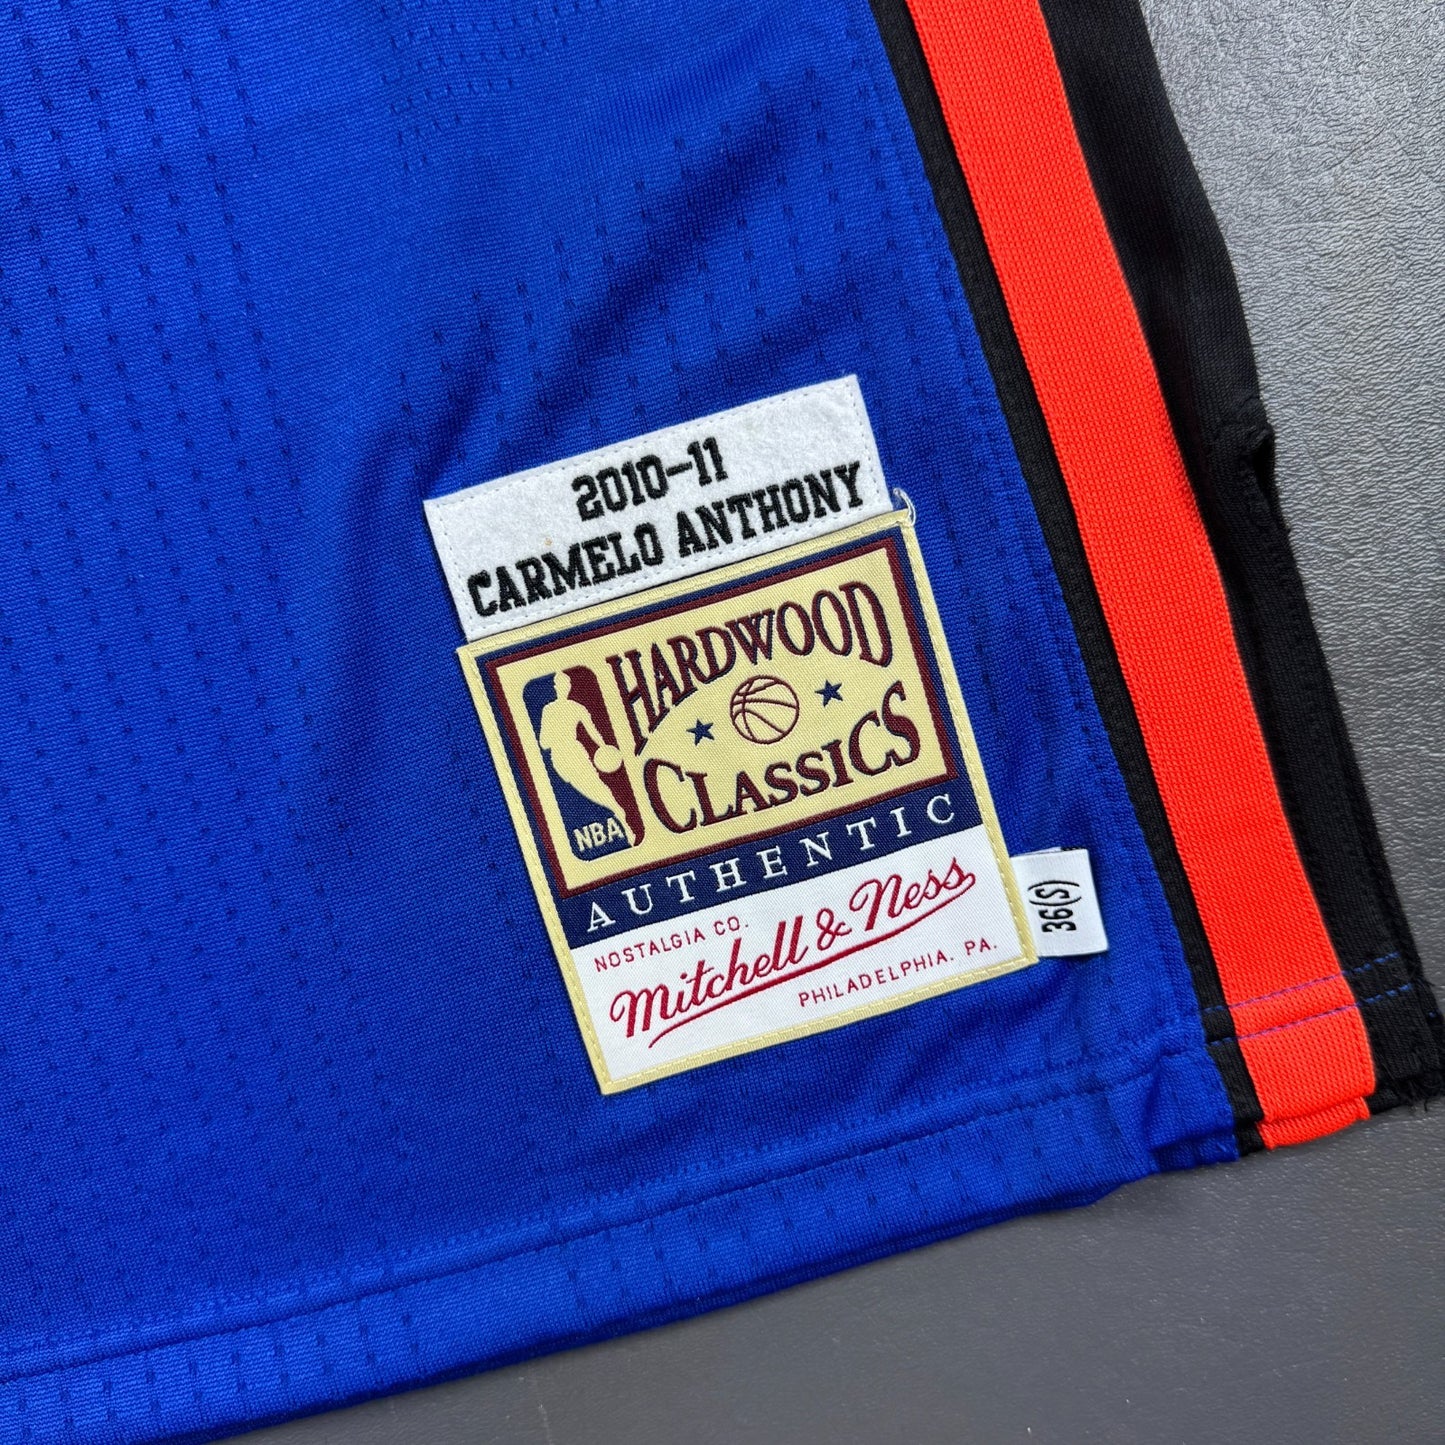 2010-11
CARMELO ANTHONY
HARDWOOD
CLASSICS
NBA
AUTHENTIC
NOSTALGIA CO.
Mitchell & Ness
PHILADELPHIA, PA.
36(S)